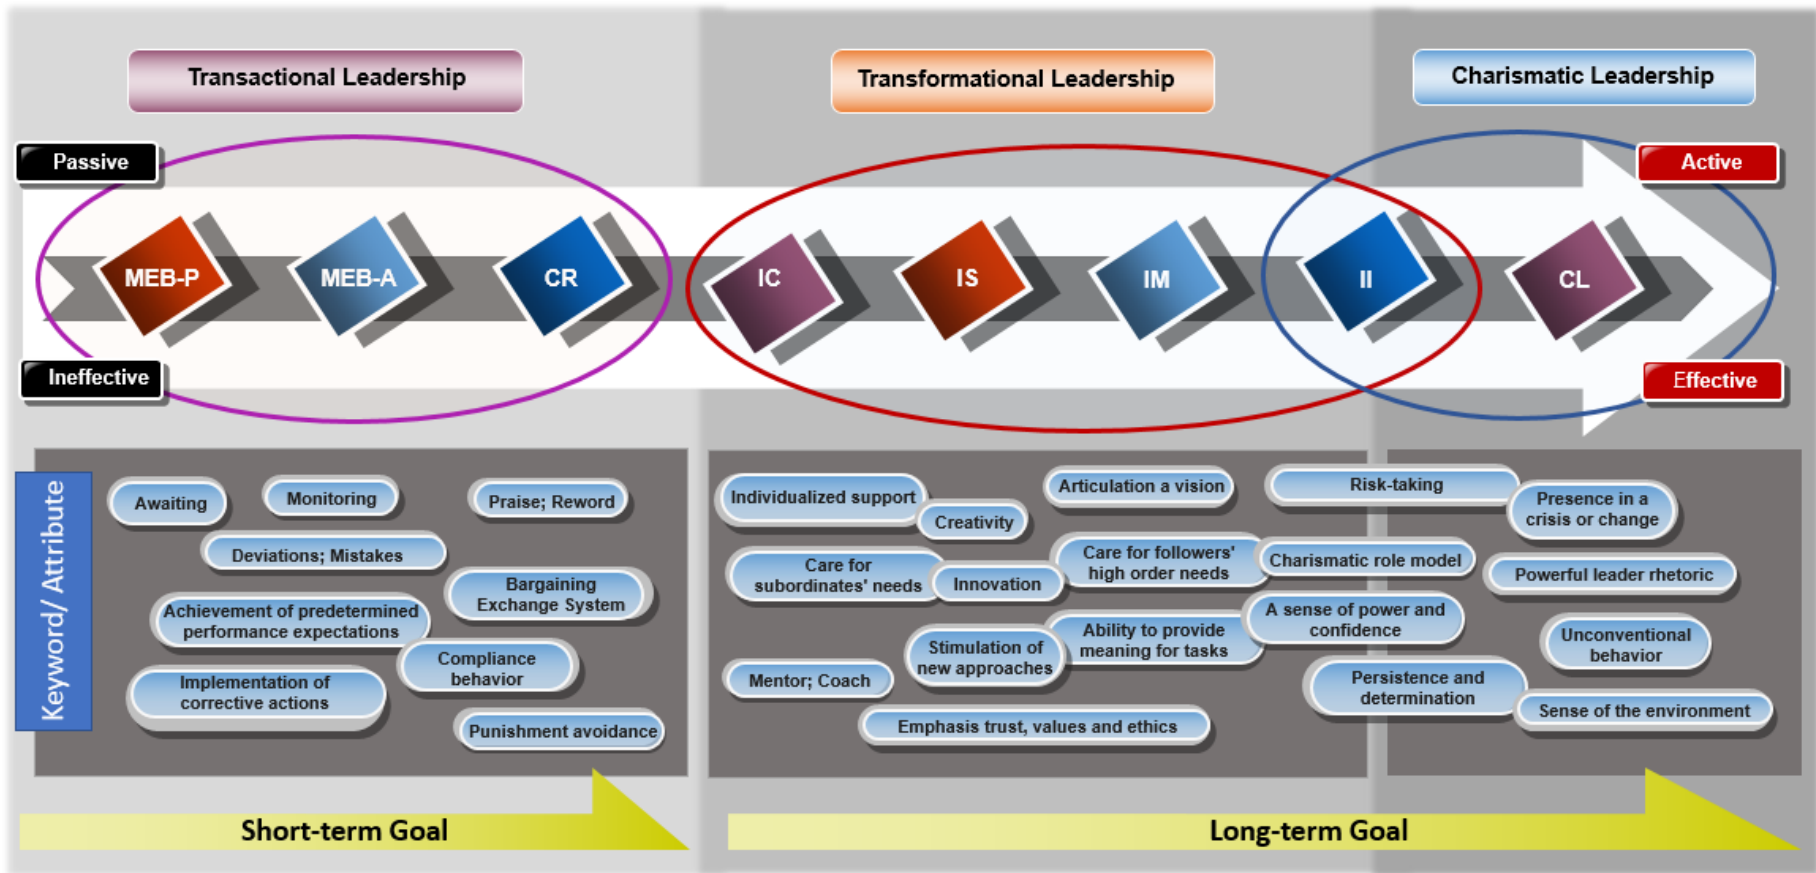 Transactional Leadership
Transformational Leadership
Charismatic Leadership
Passive
Active
MEB-P
MEB-A
CR
IC
IS
IM
II
CL
Ineffective
Effective
Keyword/ Attribute
Awaiting
Monitoring
Praise; Reword
Deviations; Mistakes
Bargaining
Exchange System
Achievement of predetermined
performance expectations
Compliance
behavior
Implementation of
corrective actions
Punishment avoidance
Individualized support
Creativity
Articulation a vision
Care for
subordinates' needs
Innovation
Care for followers'
high order needs
Stimulation of
new approaches
Ability to provide
meaning for tasks
Mentor; Coach
Emphasis trust, values and ethics
Risk-taking
Charismatic role model
A sense of power and
confidence
Persistence and
determination
Presence in a
crisis or change
Powerful leader rhetoric
Unconventional
behavior
Sense of the environment
Short-term Goal
Long-term Goal